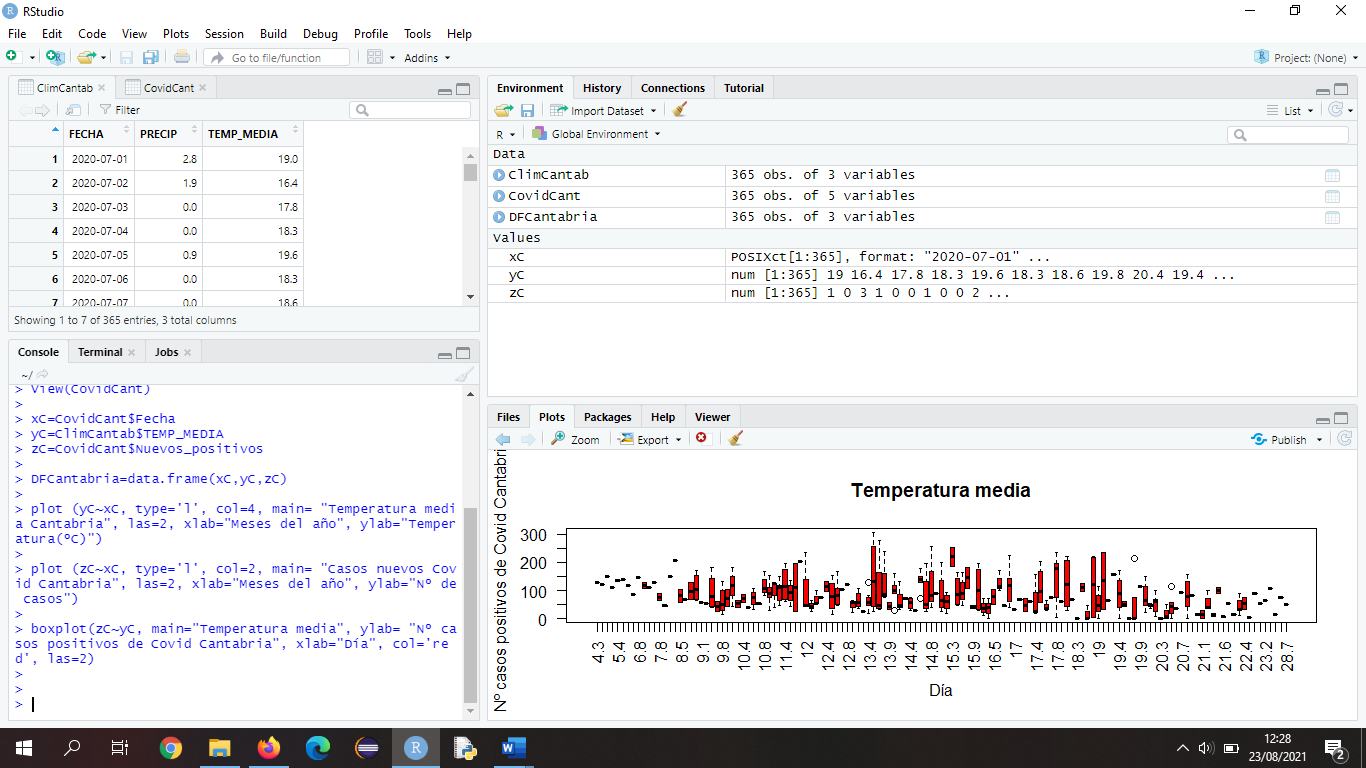 RStudio
File Edit Code View Plots Session Build Debug Profile Tools Help
Go to file/function Addins Project: (None)
ClimCantab CovidCant
Filter
FECHA PRECIP TEMP_MEDIA
1 2020-07-01 2.8 19.0
2 2020-07-02 1.9 16.4
3 2020-07-03 0.0 17.8
4 2020-07-04 0.0 18.3
5 2020-07-05 0.9 19.6
6 2020-07-06 0.0 18.3
7 2020-07-07 0.0 18.6
Showing 1 to 7 of 365 entries, 3 total columns
Console Terminal Jobs
~/
> View(CovidCant)
>
> xC=CovidCant$Fecha
> yC=ClimCantab$TEMP_MEDIA
> zC=CovidCant$Nuevos_positivos
>
> DFCantabria=data.frame(xC,yC,zC)
>
> plot (yC~xC, type='l', col=4, main= "Temperatura medi
a Cantabria", las=2, xlab="Meses del año", ylab="Temper
atura(ºC)")
>
> plot (zC~xC, type='l', col=2, main= "Casos nuevos Cov
id Cantabria", las=2, xlab="Meses del año", ylab="Nº de
casos")
>
> boxplot(zC~yC, main="Temperatura media", ylab= "Nº ca
sos positivos de Covid Cantabria", xlab="Día", col='re
d', las=2)
>
>
>
Environment History Connections Tutorial
Import Dataset List
R Global Environment
Data
ClimCantab 365 obs. of 3 variables
CovidCant 365 obs. of 5 variables
DFCantabria 365 obs. of 3 variables
Values
xC POSIXct[1:365], format: "2020-07-01" ...
yC num [1:365] 19 16.4 17.8 18.3 19.6 18.3 18.6 19.8 20.4 19.4 ...
zC num [1:365] 1 0 3 1 0 0 1 0 0 2 ...
Files Plots Packages Help Viewer
Zoom Export Publish
Temperatura media
Nº casos positivos de Covid Cantabri
300
200
100
0
4.3 5.4 6.8 7.8 8.5 9.1 9.8 10.4 10.8 11.4 12 12.4 12.8 13.4 13.9 14.4 14.8 15.3 15.9 16.5 17 17.4 17.8 18.3 19 19.4 19.9 20.3 20.7 21.1 21.6 22.4 23.2 28.7
Día
12:28
23/08/2021
2